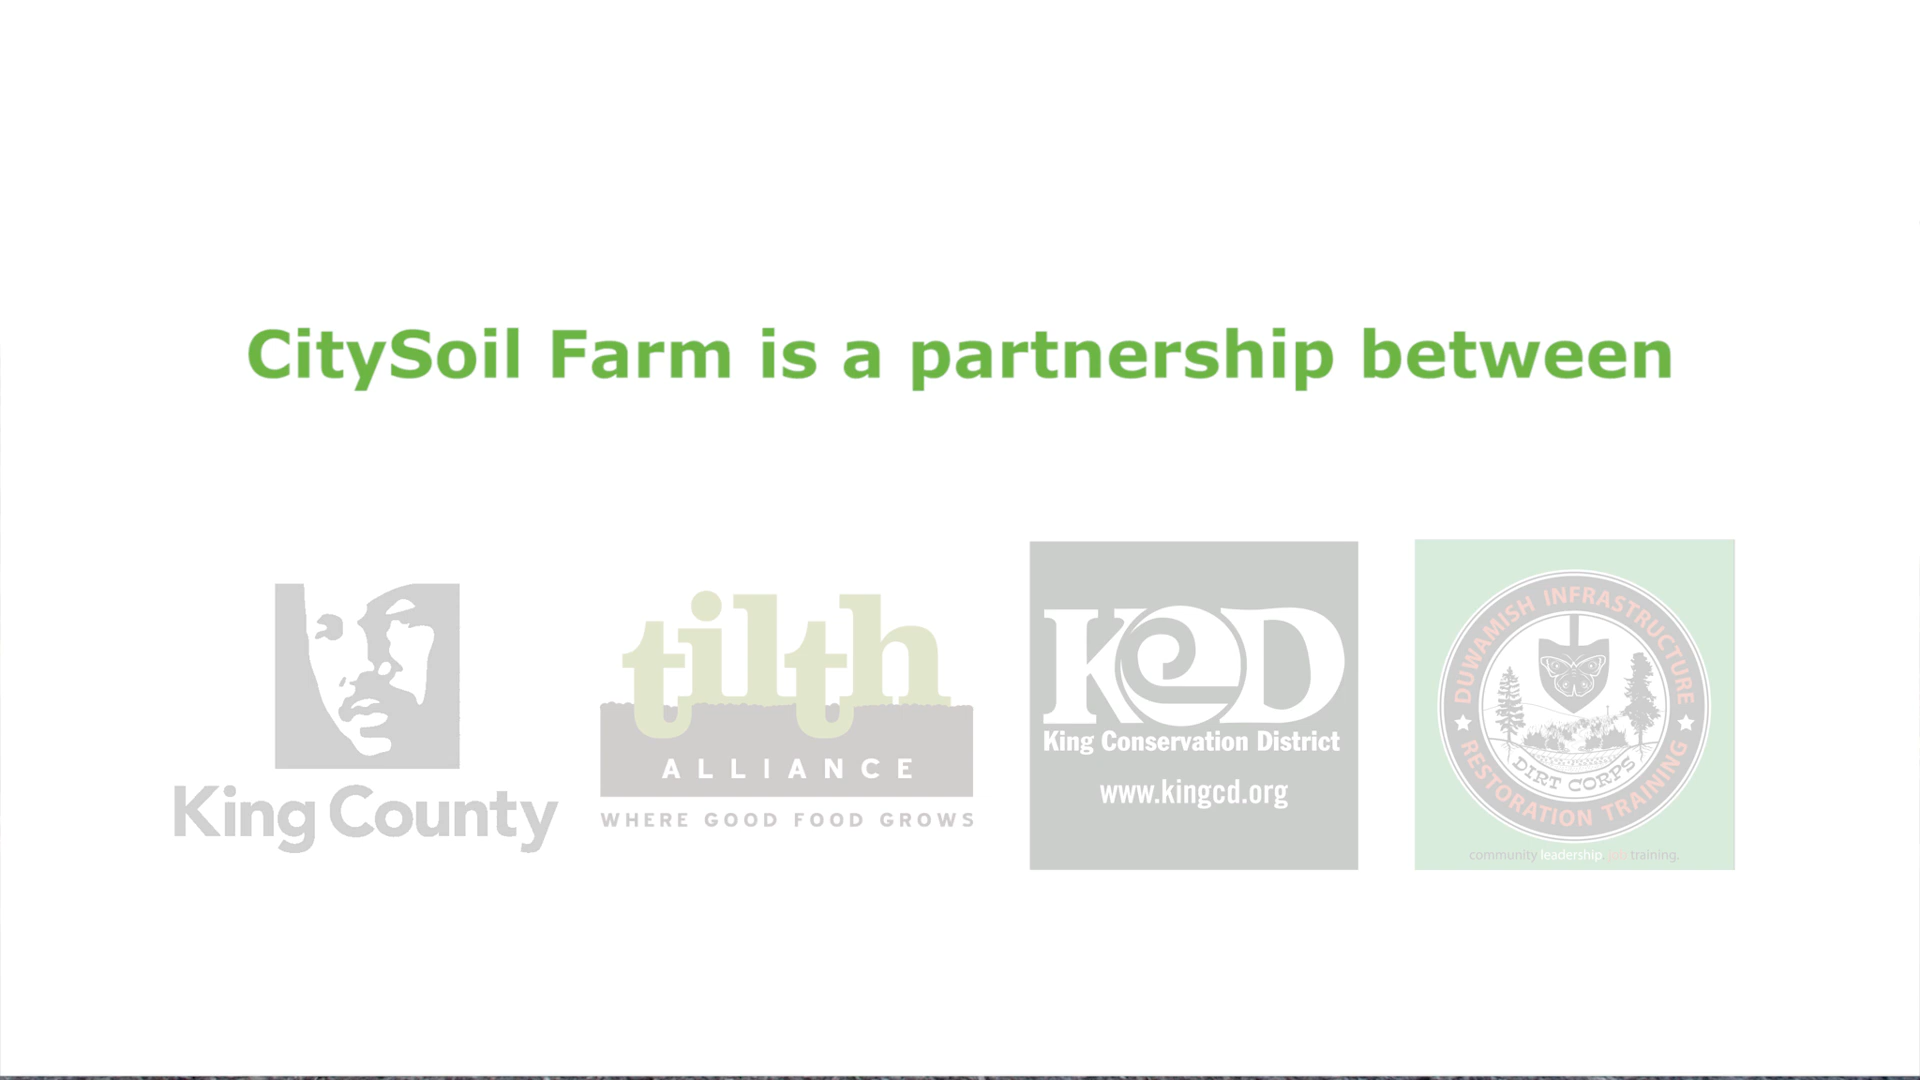 CitySoil Farm is a partnership between
King County
tilth
ALLIANCE
WHERE GOOD FOOD GROWS
KCD
King Conservation District
www.kingcd.org
DUWAMISH INFRASTRUCTURE
RESTORATION TRAINING
DIRT CORPS
community leadership training.